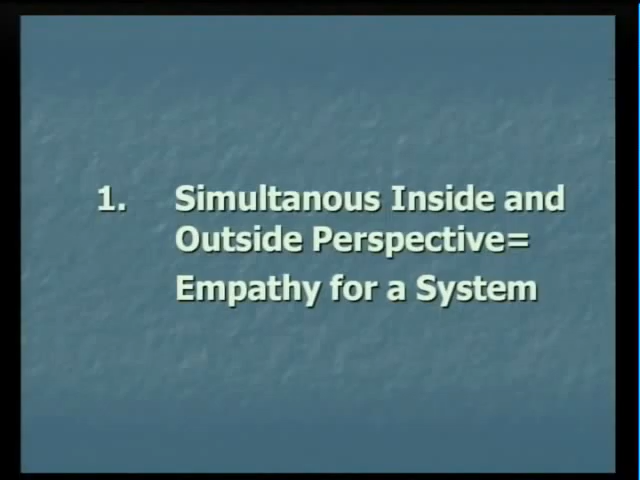 1. Simultanous Inside and
Outside Perspective=
Empathy for a System